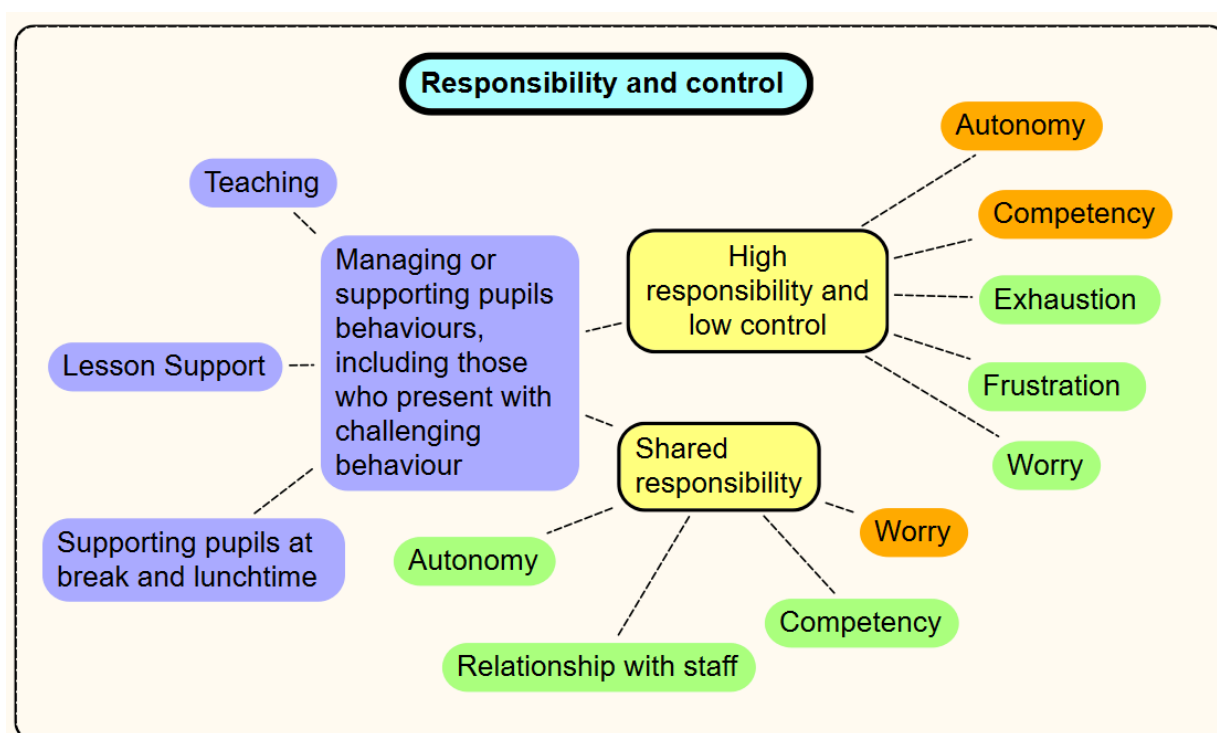 Responsibility and control
Autonomy
Teaching
Competency
Managing or
supporting pupils
behaviours,
including those
who present with
challenging
behaviour
High
responsibility and
low control
Exhaustion
Lesson Support
Frustration
Shared
responsibility
Worry
Supporting pupils at
break and lunchtime
Autonomy
Worry
Competency
Relationship with staff